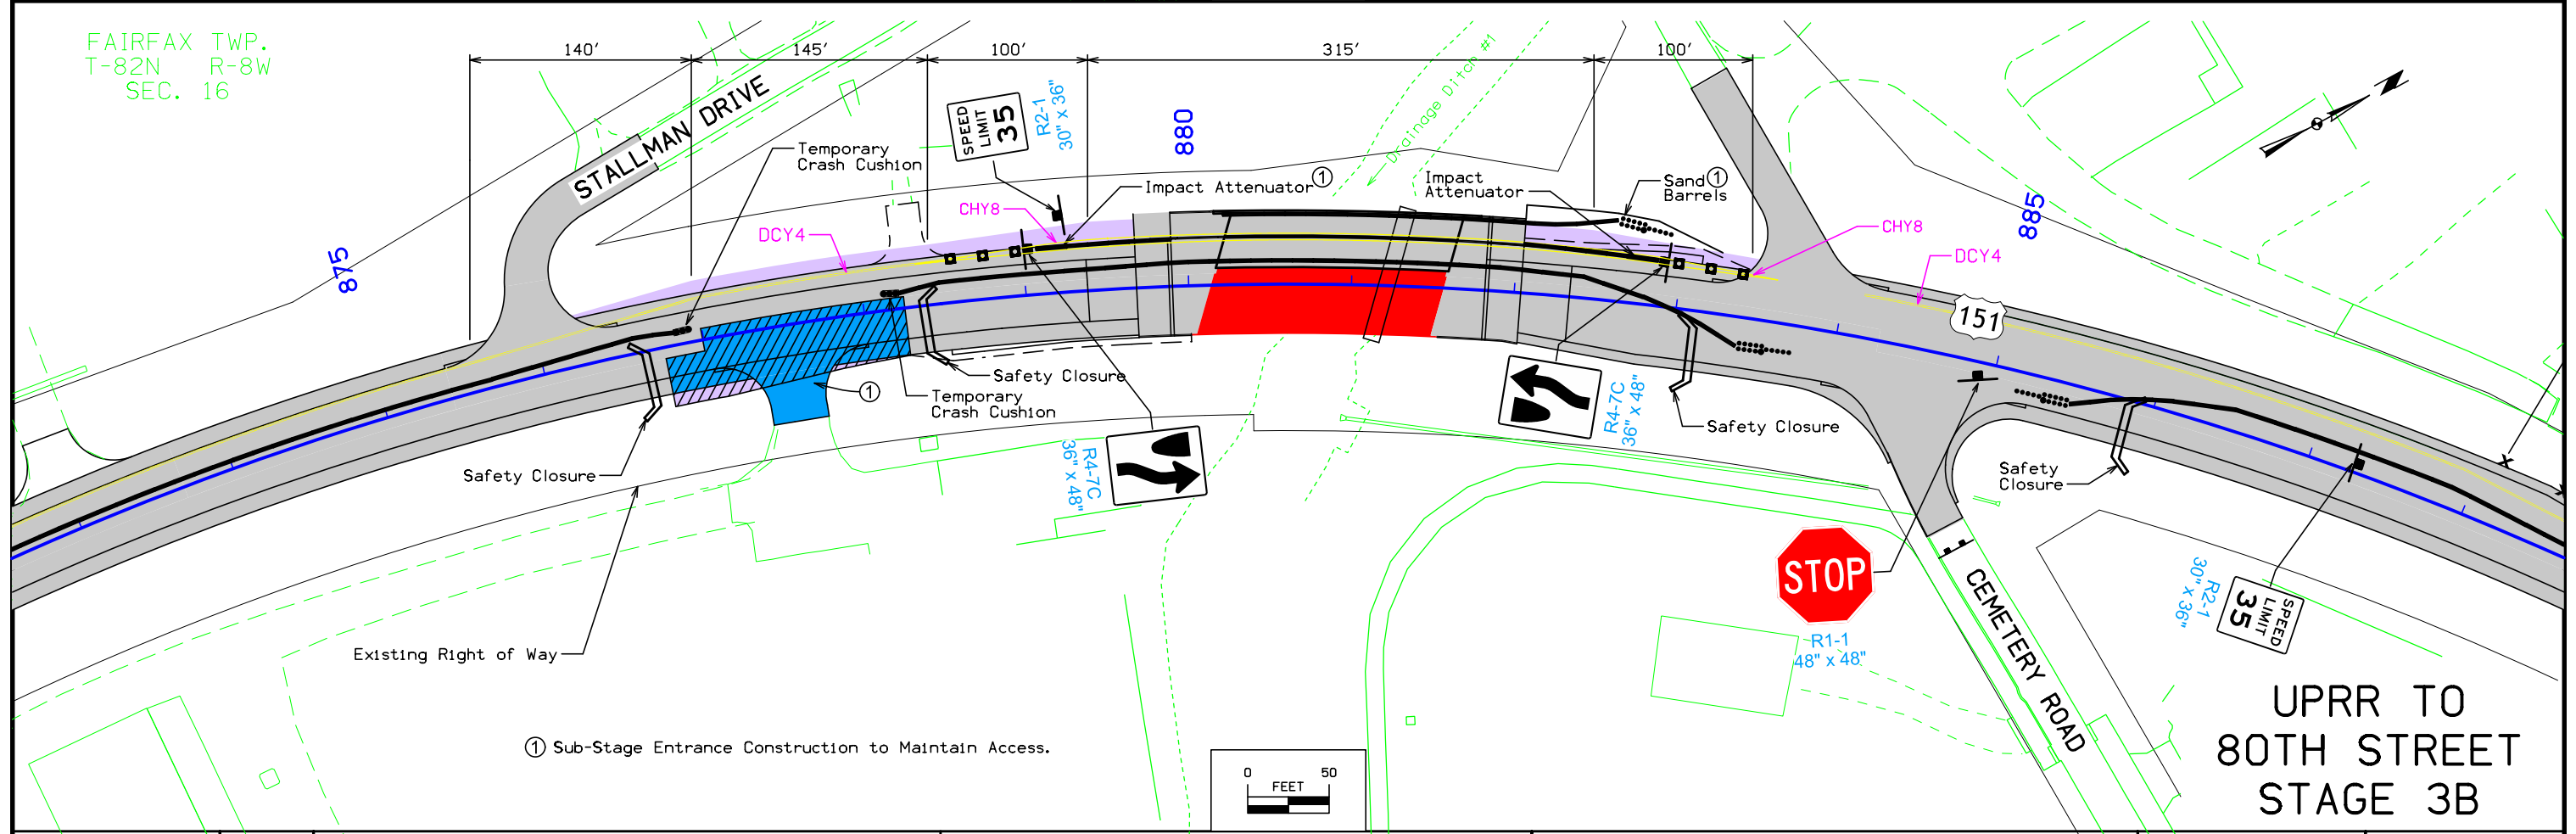 FAIRFAX TWP.
T-82N R-8W
SEC. 16
140'
145'
100'
315'
100'
STALLMAN DRIVE
Temporary
Crash Cushion
SPEED
LIMIT
35
R2-1
30" x 36"
880
Drainage Ditch #1
Impact Attenuator 1
Impact
Attenuator
Sand 1
Barrels
N
875
885
DCY4
CHY8
CHY8
DCY4
151
Safety Closure
1
Temporary
Crash Cushion
R4-7C
36" x 48"
R4-7C
36" x 48"
Safety Closure
Safety Closure
Safety
Closure
STOP
R1-1
48" x 48"
R2-1
30" x 36"
SPEED
LIMIT
35
CEMETERY ROAD
Existing Right of Way
1 Sub-Stage Entrance Construction to Maintain Access.
0 50
FEET
UPRR TO
80TH STREET
STAGE 3B